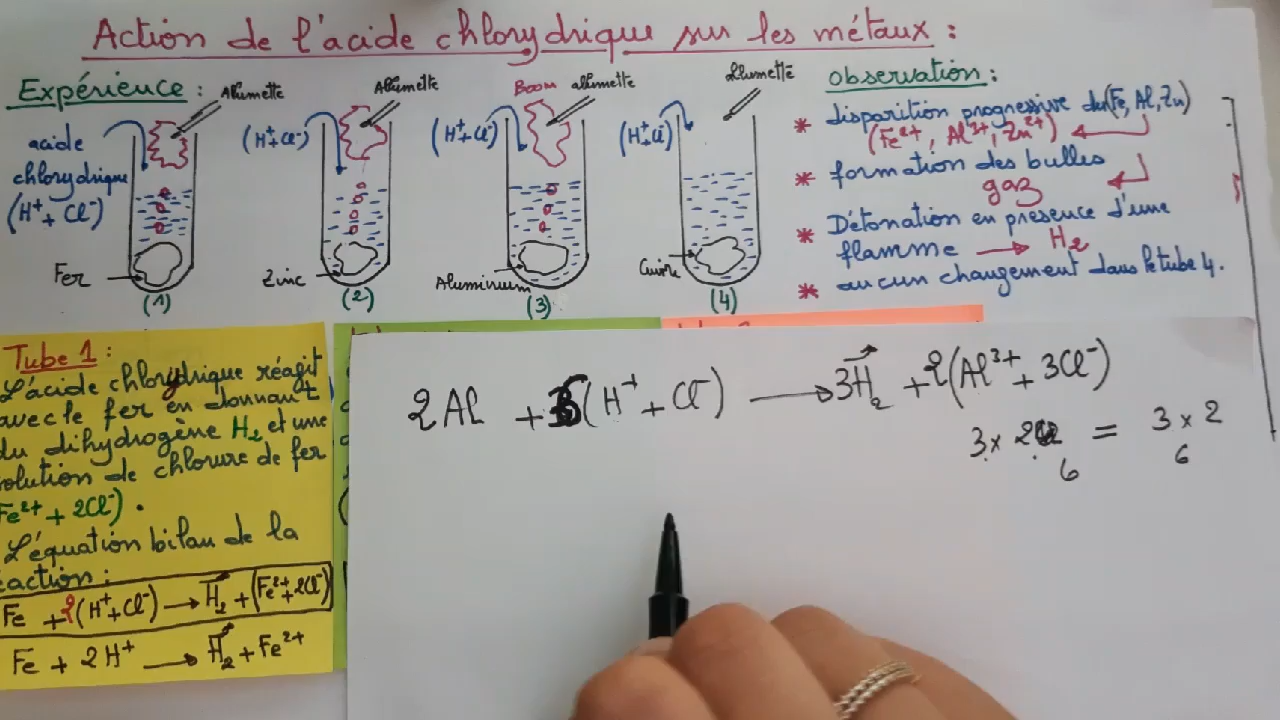 Action de l'acide chlorydrique sur les métaux :
Expérience :
Allumette
Allumette
Boom allumette
Allumette
acide
chlorydrique
(H⁺ + Cl⁻)
(H⁺+Cl⁻)
(H⁺+Cl⁻)
(H⁺+Cl⁻)
Fer
Zinc
Aluminium
Cuivre
(1)
(2)
(3)
(4)
Observation :
* disparition progressive du (Fe, Al, Zn)
(Fe²⁺, Al³⁺, Zn²⁺)
* formation des bulles
gaz
* Détonation en présence d'une
flamme → H₂
* aucun changement dans le tube 4.
Tube 1 :
L'acide chlorydrique réagit
avec le fer en donnant
du dihydrogène H₂ et une
solution de chlorure de fer
(Fe²⁺ + 2Cl⁻).
L'équation bilan de la
réaction :
Fe + 2(H⁺+Cl⁻) → H₂ + (Fe²⁺+2Cl⁻)
Fe + 2H⁺ → H₂ + Fe²⁺
2Al + 6(H⁺ + Cl⁻) → 3H₂ + 2(Al³⁺ + 3Cl⁻)
3 × 2 = 3 × 2
6 6